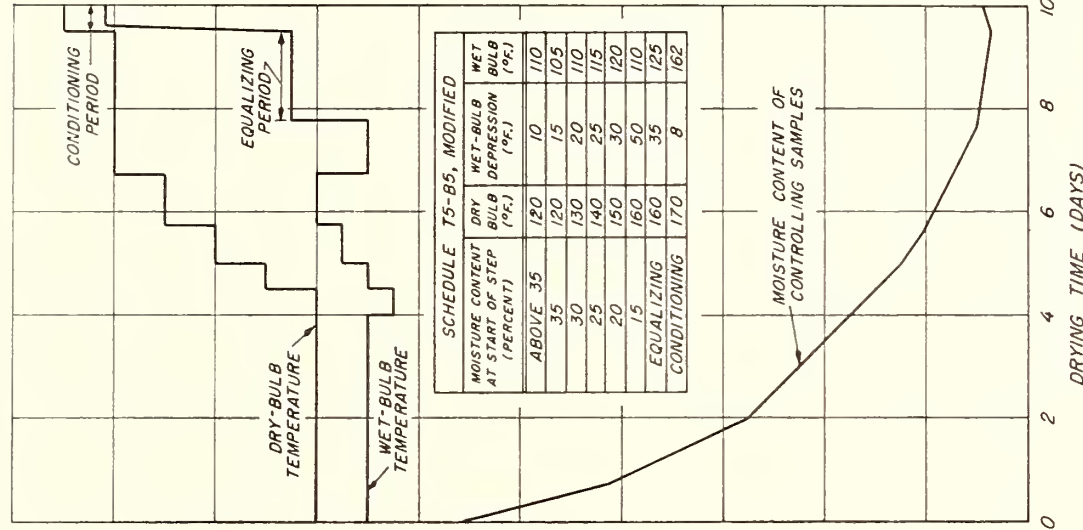 CONDITIONING
PERIOD
EQUALIZING
PERIOD
DRY-BULB
TEMPERATURE
WET-BULB
TEMPERATURE
SCHEDULE T5-B5, MODIFIED
MOISTURE CONTENT AT START OF STEP (PERCENT) DRY BULB (°F.) WET-BULB DEPRESSION (°F.) WET BULB (°F.)
ABOVE 35 120 10 110
35 120 15 105
30 130 20 110
25 140 25 115
20 150 30 120
15 160 50 110
EQUALIZING 160 35 125
CONDITIONING 170 8 162
MOISTURE CONTENT OF
CONTROLLING SAMPLES
0 2 4 6 8 10
DRYING TIME (DAYS)